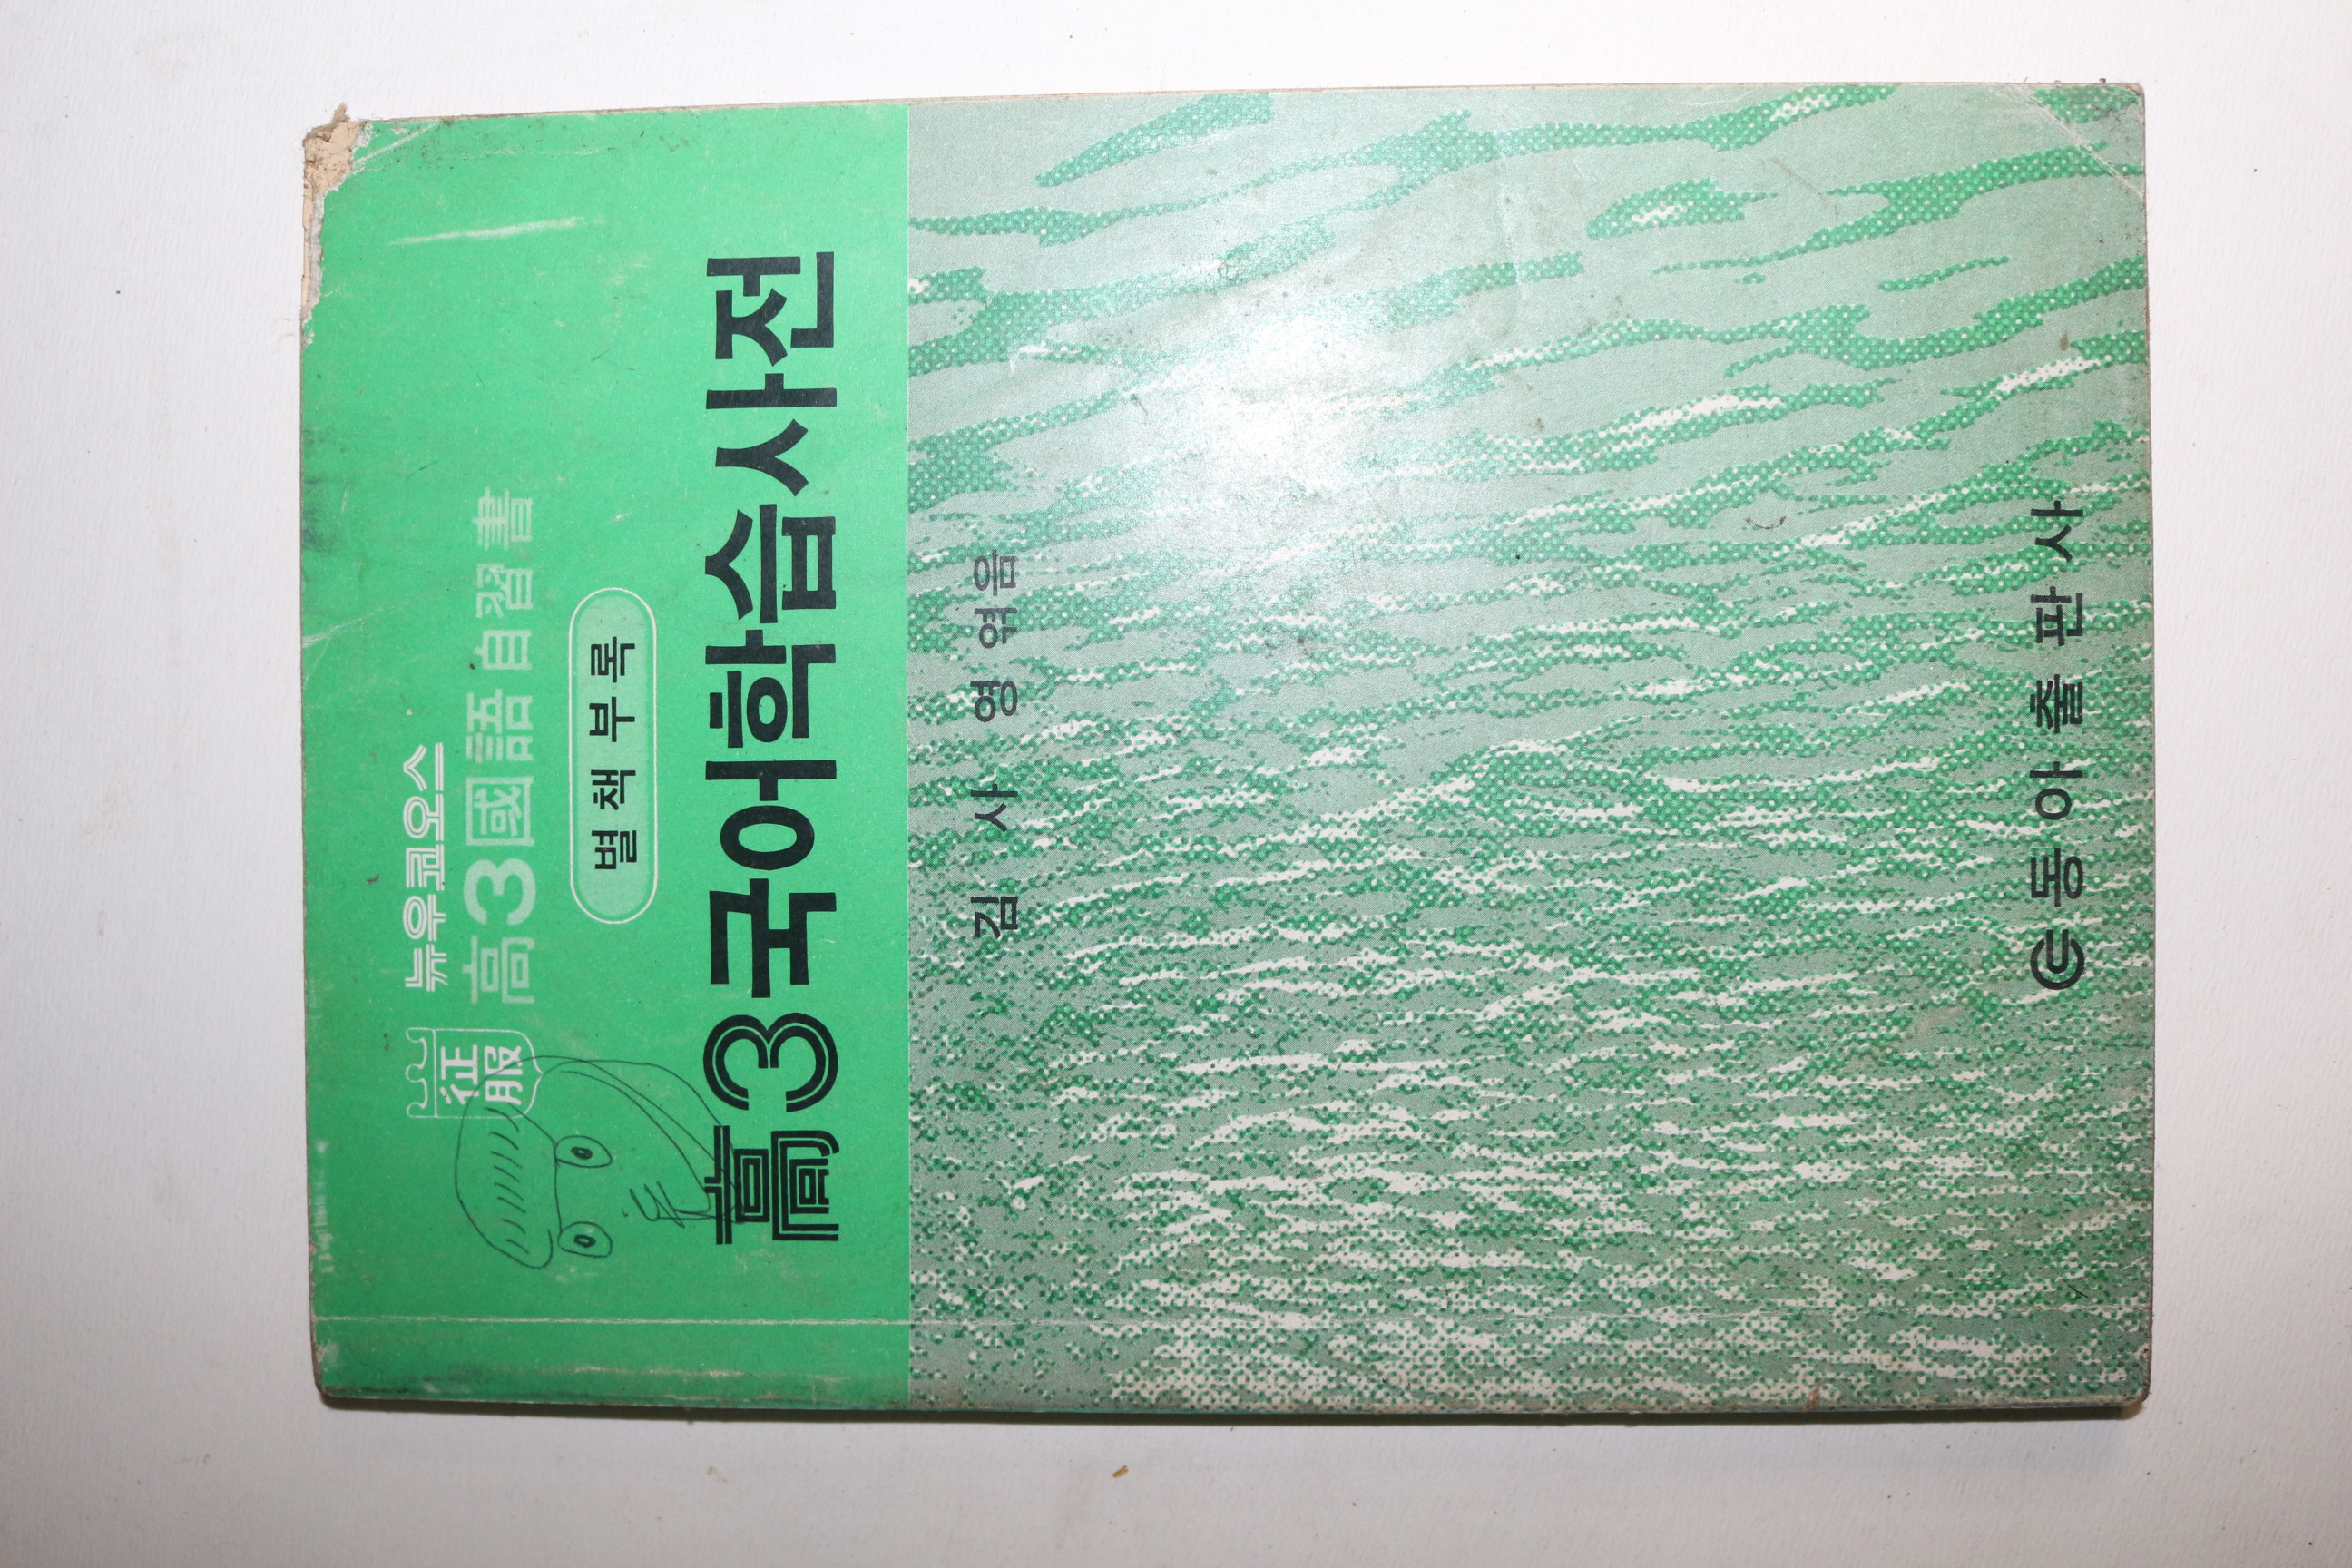 征服
뉴우코오스
高3國語自習書
별책부록
高3국어학습사전
김사영 엮음
동아출판사